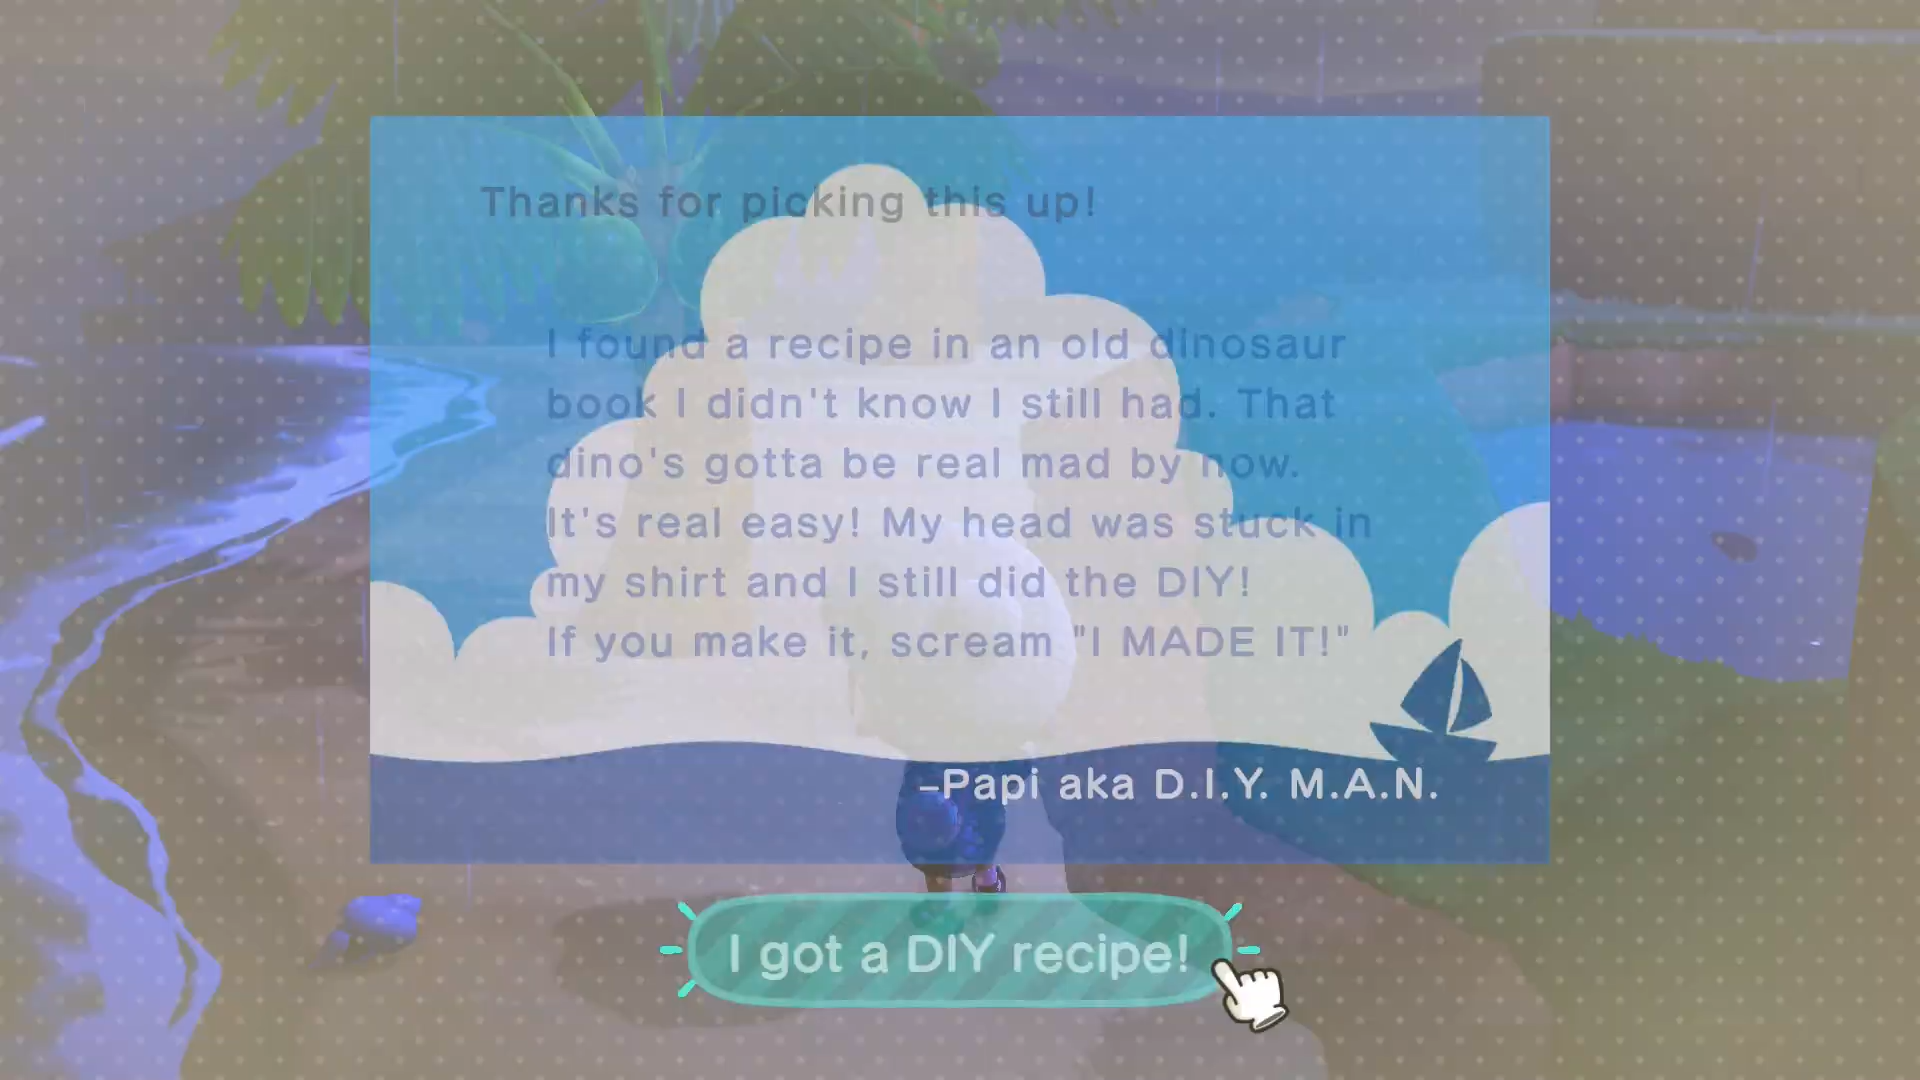 Thanks for picking this up!
I found a recipe in an old dinosaur
book I didn't know I still had. That
dino's gotta be real mad by now.
It's real easy! My head was stuck in
my shirt and I still did the DIY!
If you make it, scream "I MADE IT!"
–Papi aka D.I.Y. M.A.N.
I got a DIY recipe!